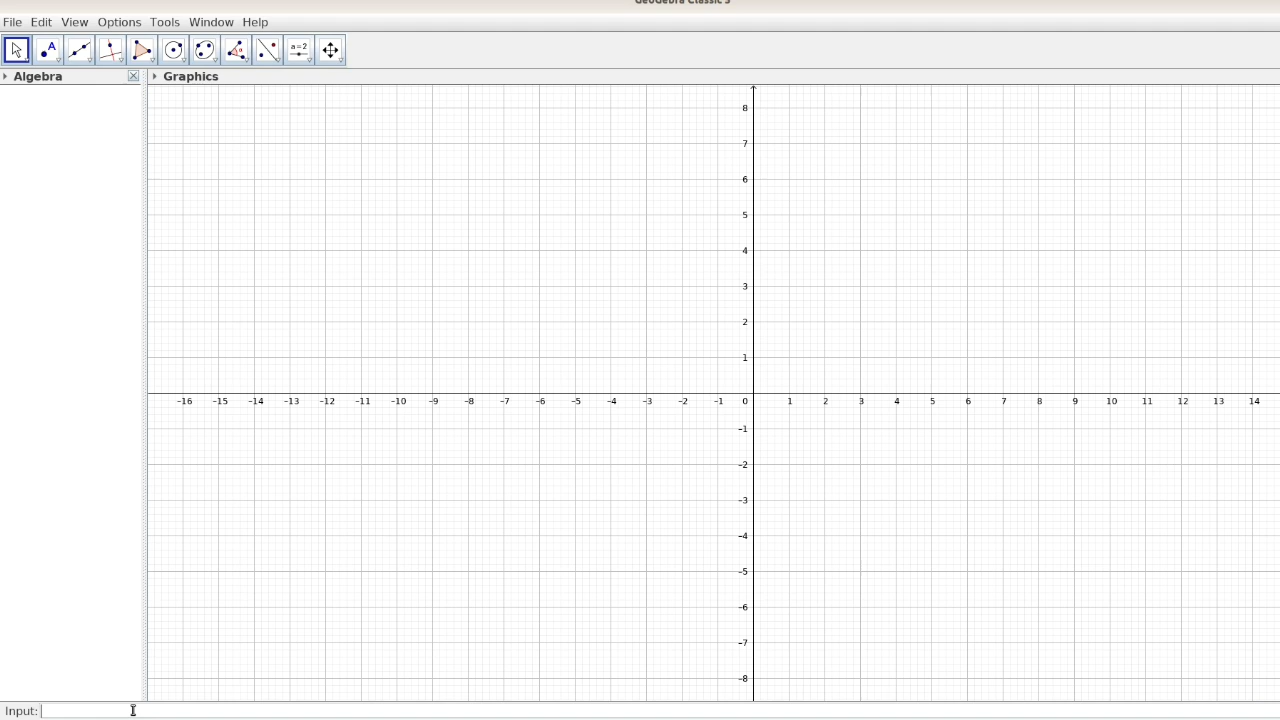 GeoGebra Classic 5
File Edit View Options Tools Window Help
A α a=2
Algebra Graphics
8
7
6
5
4
3
2
1
-16 -15 -14 -13 -12 -11 -10 -9 -8 -7 -6 -5 -4 -3 -2 -1 0 1 2 3 4 5 6 7 8 9 10 11 12 13 14
-1
-2
-3
-4
-5
-6
-7
-8
Input: